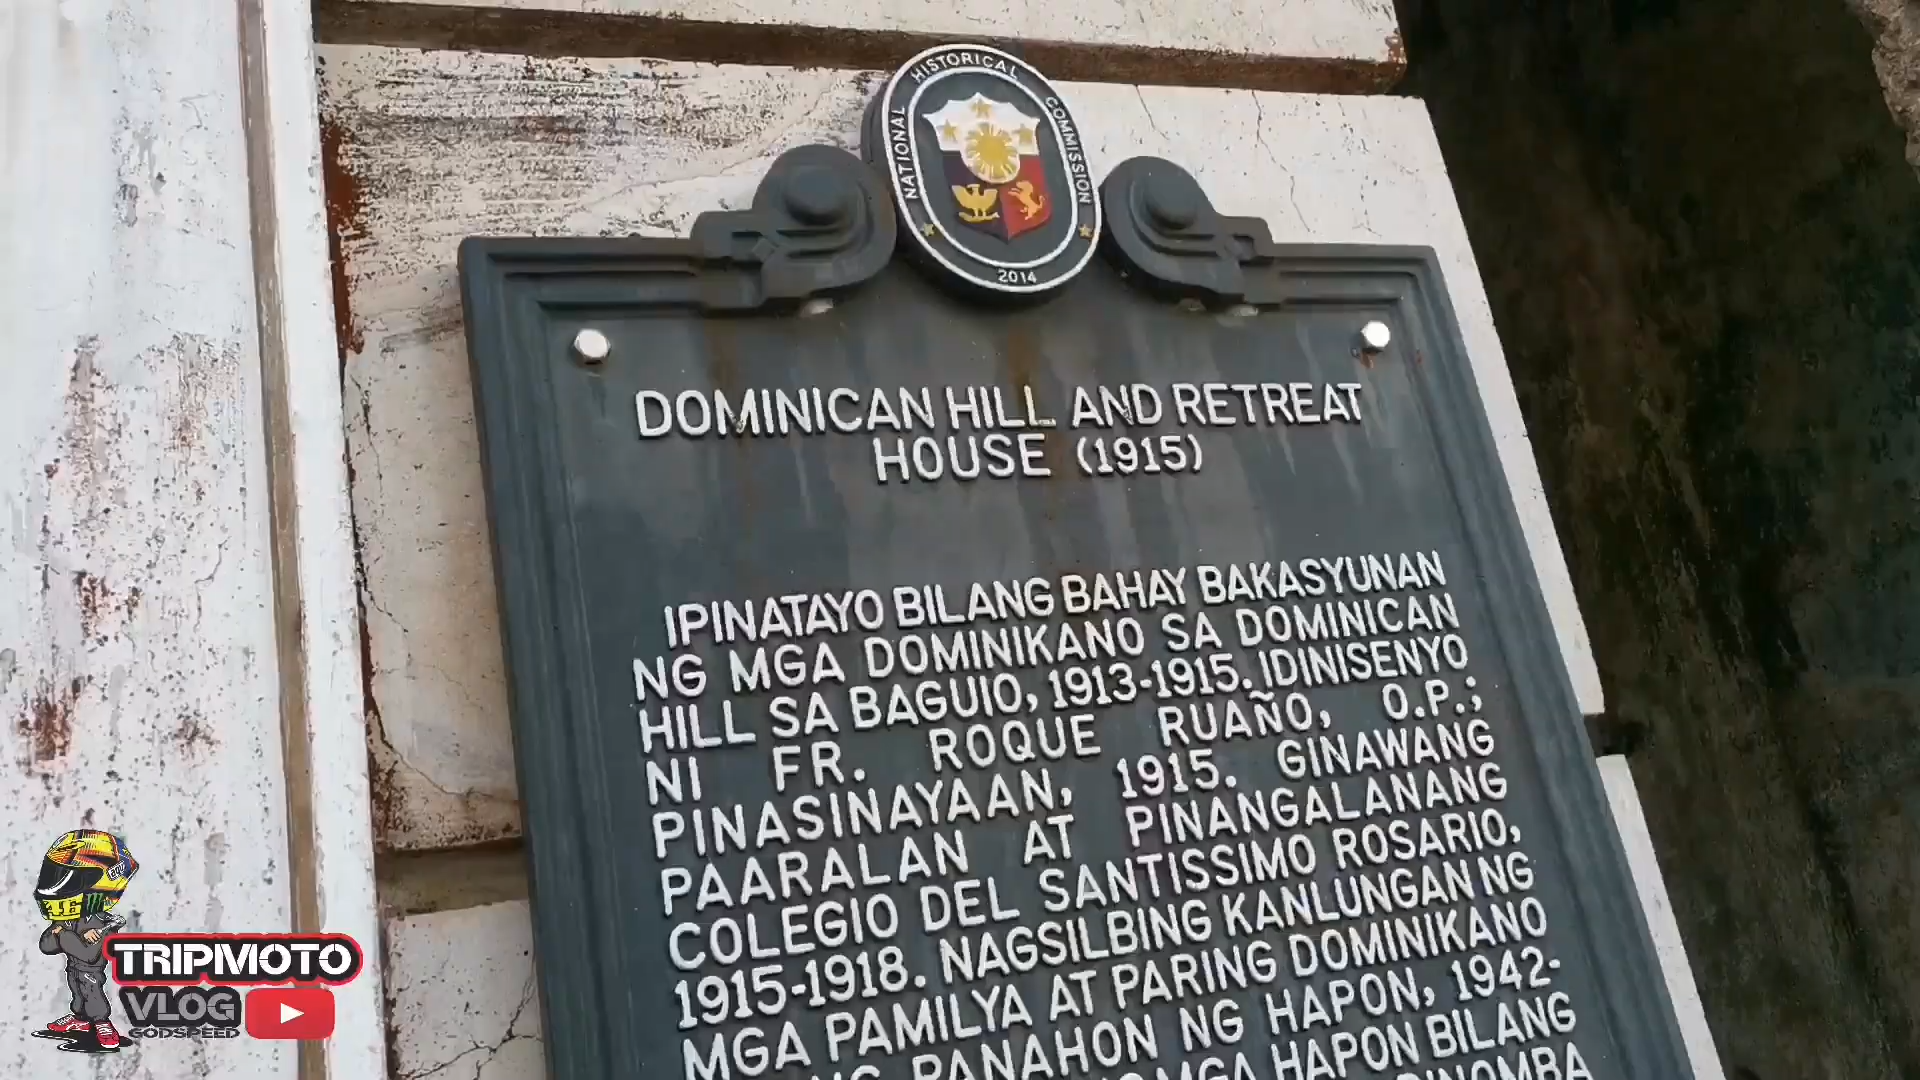 NATIONAL HISTORICAL COMMISSION
2014
DOMINICAN HILL AND RETREAT
HOUSE (1915)
IPINATAYO BILANG BAHAY BAKASYUNAN
NG MGA DOMINIKANO SA DOMINICAN
HILL SA BAGUIO, 1913-1915. IDINISENYO
NI FR. ROQUE RUAÑO, O.P.;
PINASINAYAAN, 1915. GINAWANG
PAARALAN AT PINANGALANANG
COLEGIO DEL SANTISSIMO ROSARIO,
1915-1918. NAGSILBING KANLUNGAN NG
MGA PAMILYA AT PARING DOMINIKANO
PANAHON NG HAPON, 1942-
MGA HAPON BILANG
TRIPMOTO
VLOG
GODSPEED
46